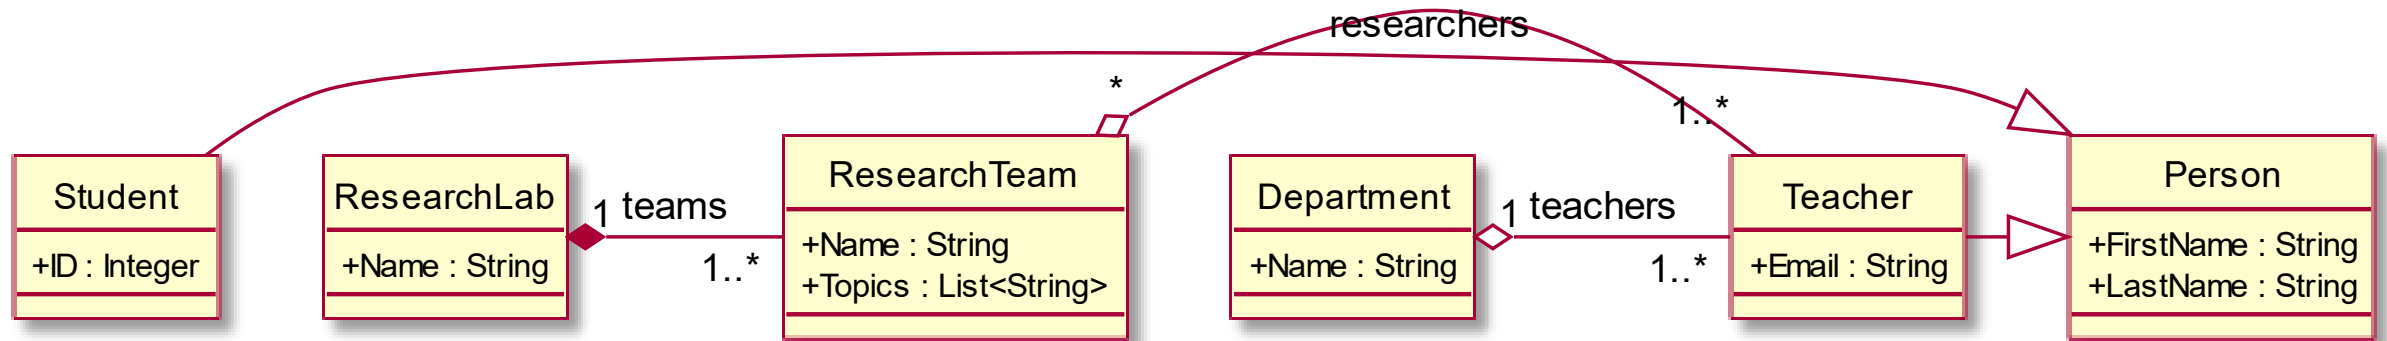 researchers
*
1..*
Student
+ID : Integer
ResearchLab
+Name : String
1
teams
1..*
ResearchTeam
+Name : String
+Topics : List<String>
Department
+Name : String
1
teachers
1..*
Teacher
+Email : String
Person
+FirstName : String
+LastName : String